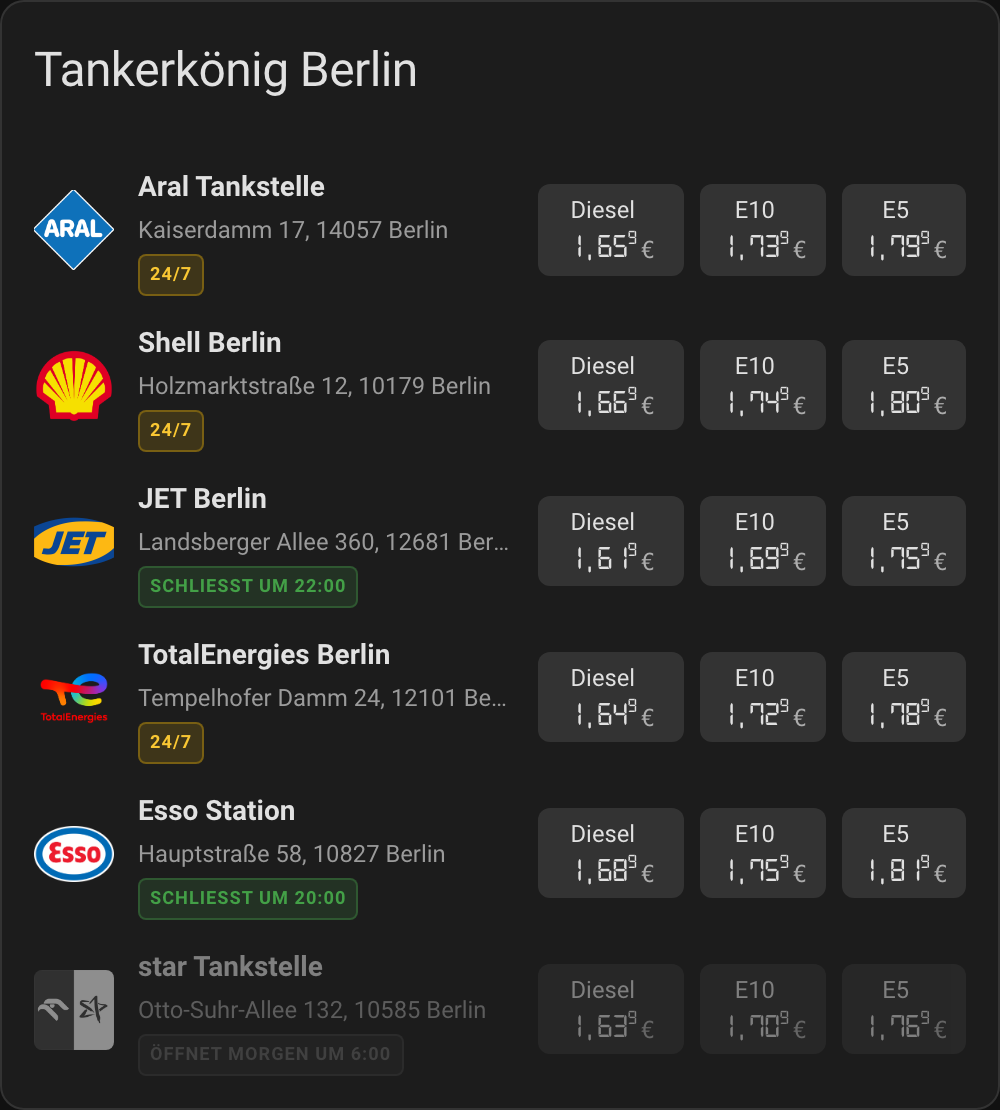 Tankerkönig Berlin
ARAL
Aral Tankstelle
Kaiserdamm 17, 14057 Berlin
24/7
Diesel
1,65⁹ €
E10
1,73⁹ €
E5
1,79⁹ €
Shell Berlin
Holzmarktstraße 12, 10179 Berlin
24/7
Diesel
1,66⁹ €
E10
1,74⁹ €
E5
1,80⁹ €
JET
JET Berlin
Landsberger Allee 360, 12681 Ber...
SCHLIESST UM 22:00
Diesel
1,61⁹ €
E10
1,69⁹ €
E5
1,75⁹ €
TotalEnergies
TotalEnergies Berlin
Tempelhofer Damm 24, 12101 Be...
24/7
Diesel
1,64⁹ €
E10
1,72⁹ €
E5
1,78⁹ €
Esso
Esso Station
Hauptstraße 58, 10827 Berlin
SCHLIESST UM 20:00
Diesel
1,68⁹ €
E10
1,75⁹ €
E5
1,81⁹ €
star Tankstelle
Otto-Suhr-Allee 132, 10585 Berlin
ÖFFNET MORGEN UM 6:00
Diesel
1,63⁹ €
E10
1,70⁹ €
E5
1,76⁹ €